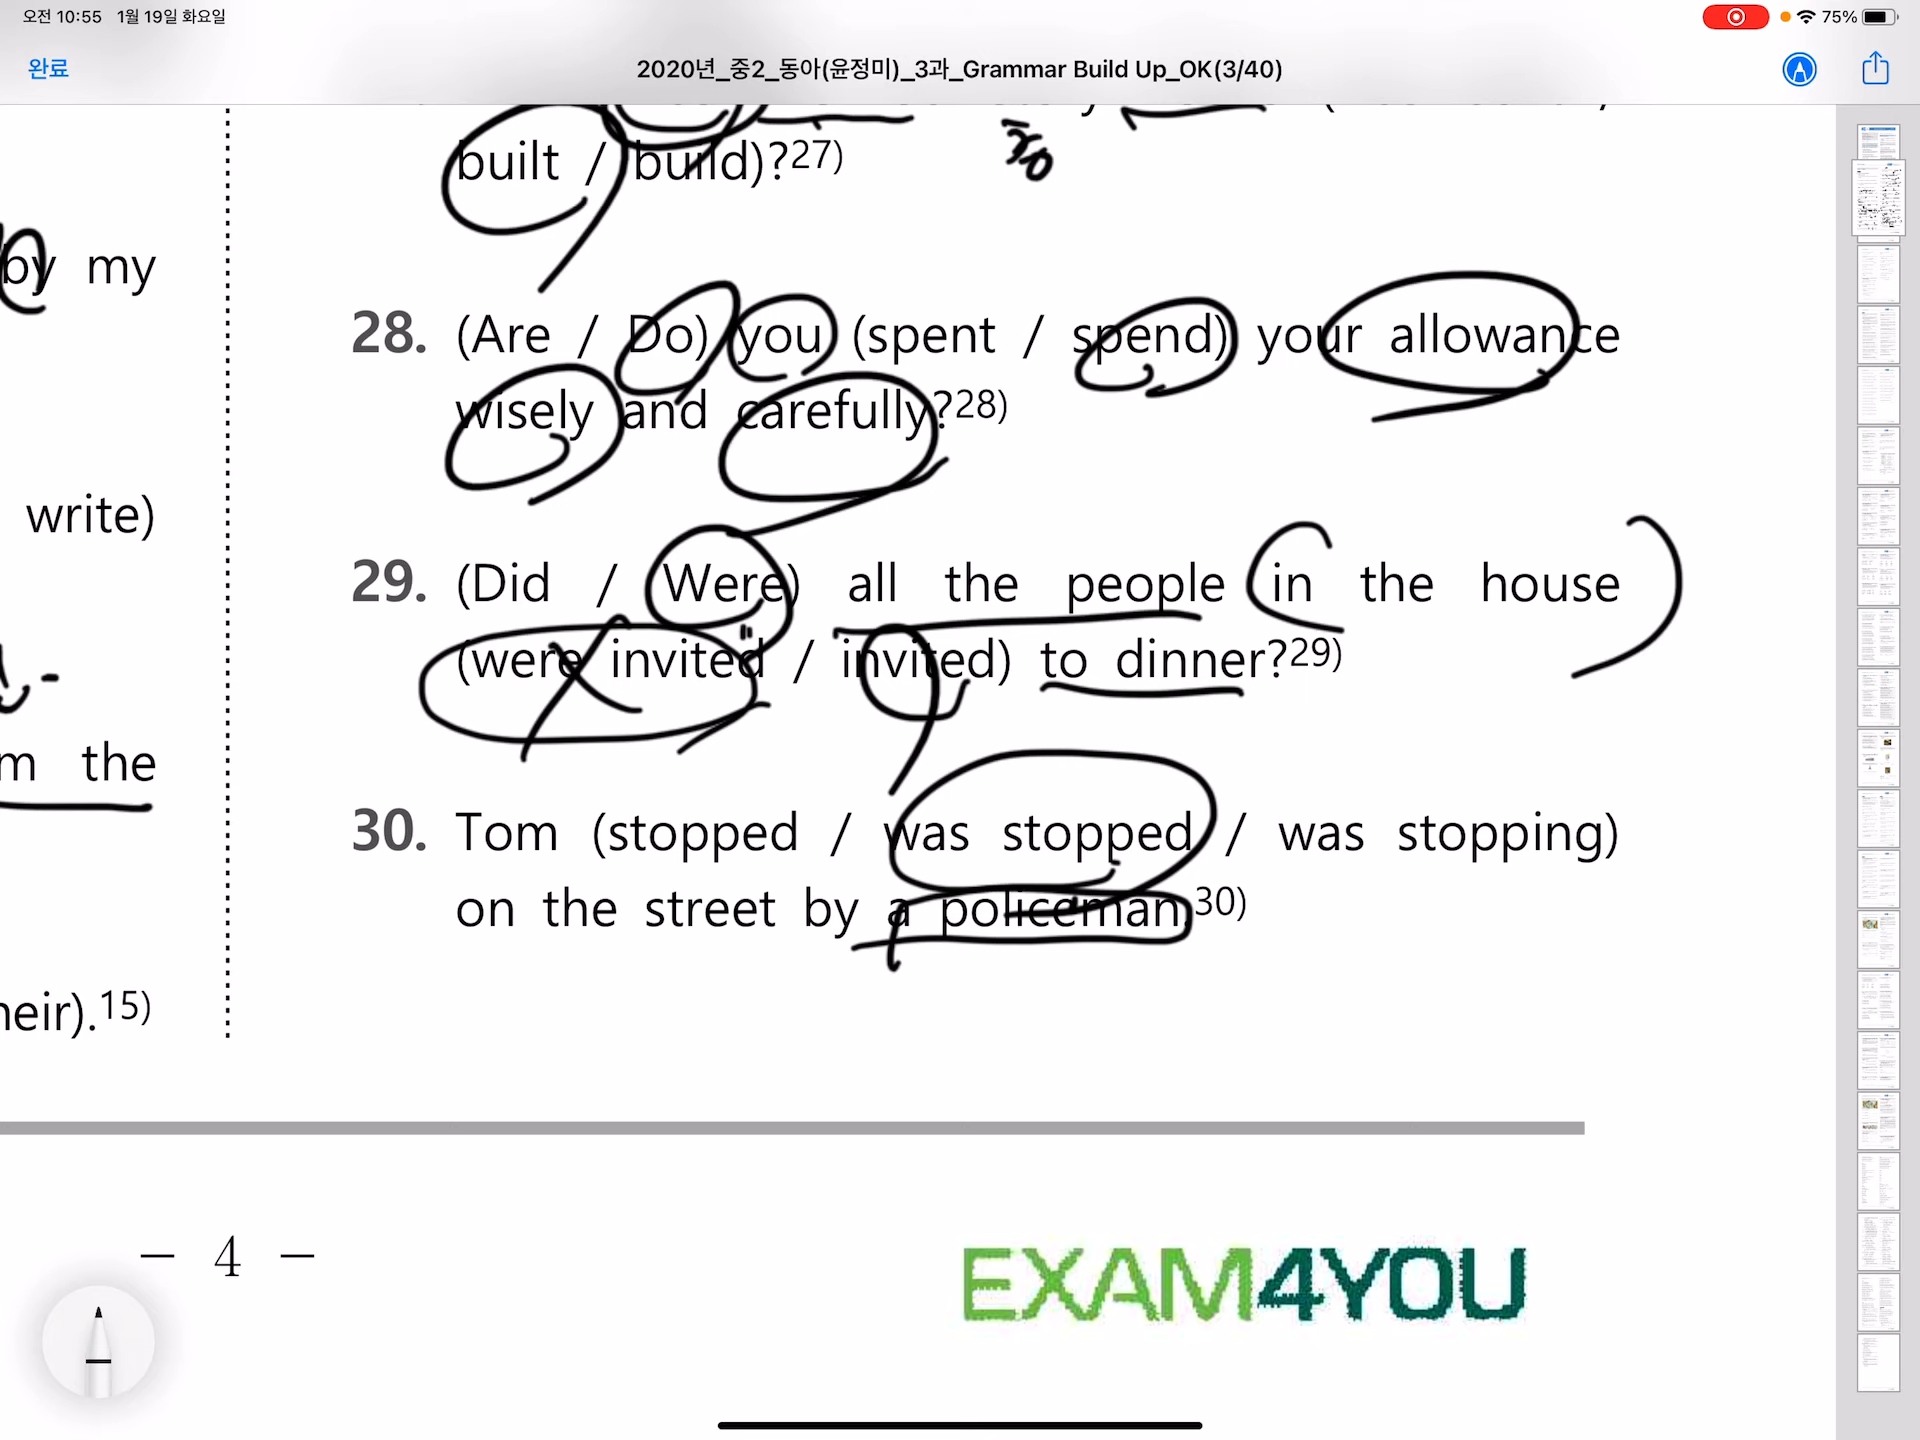 오전 10:55 1월 19일 화요일
75%
완료
2020년_중2_동아(윤정미)_3과_Grammar Build Up_OK(3/40)
built / build)?27)
by my
28. (Are / Do) you (spent / spend) your allowance
wisely and carefully?28)
write)
29. (Did / Were) all the people in the house
(were invited / invited) to dinner?29)
m the
30. Tom (stopped / was stopped / was stopping)
on the street by a policeman.30)
heir).15)
- 4 -
EXAM4YOU